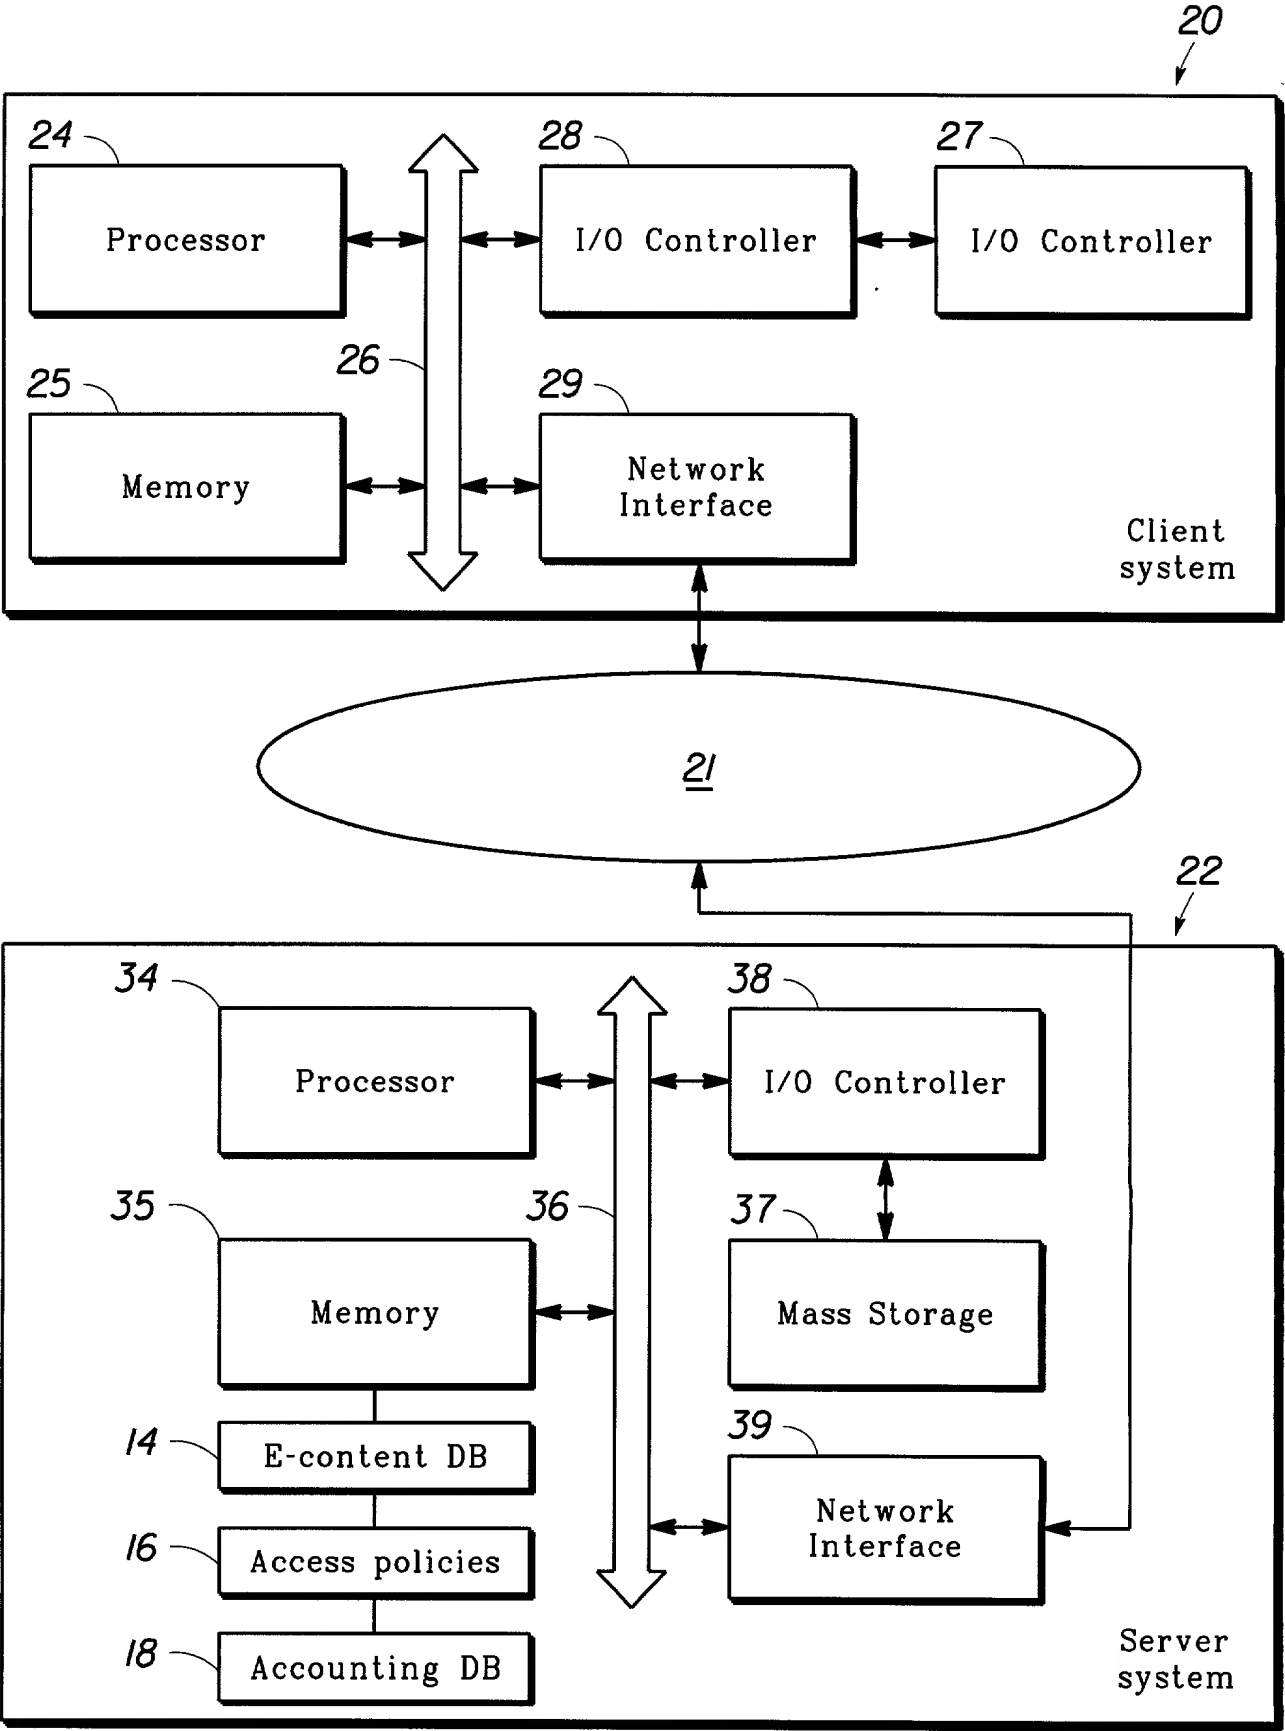 20
24
28
27
Processor
I/O Controller
I/O Controller
26
25
29
Memory
Network
Interface
Client
system
21
22
34
38
Processor
I/O Controller
35
36
37
Memory
Mass Storage
14
39
E-content DB
Network
Interface
16
Access policies
18
Accounting DB
Server
system